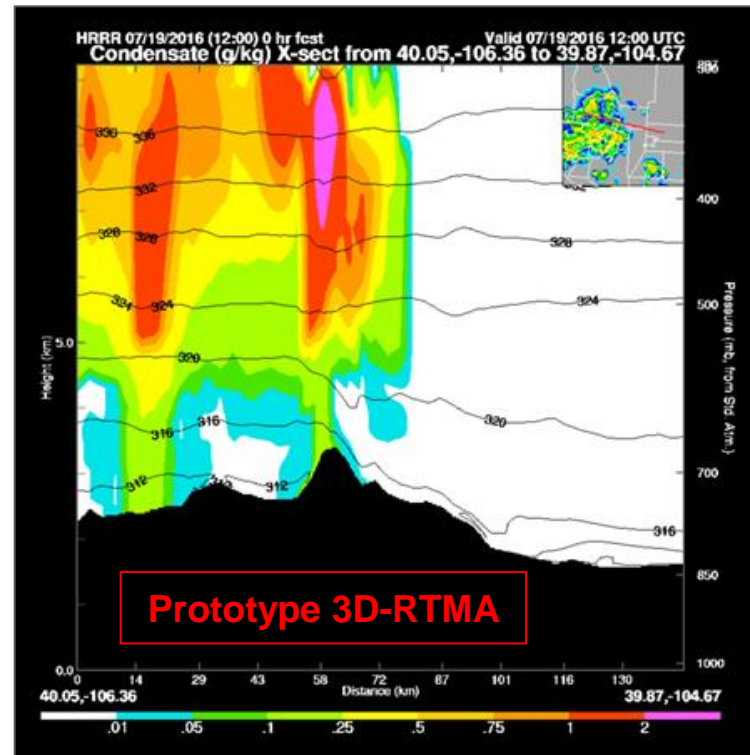 HRRR 07/19/2016 (12:00) 0 hr fcst
Valid 07/19/2016 12:00 UTC
Condensate (g/kg) X-sect from 40.05,-106.36 to 39.87,-104.67
336
336
332
328
328
328
324
324
324
320
320
316
316
312
312
400
500
700
850
1000
Pressure (mb, from Std. Atm.)
Height (km)
5.0
0.0
Prototype 3D-RTMA
0 14 29 43 58 72 87 101 116 130
Distance (km)
40.05,-106.36
39.87,-104.67
.01 .05 .1 .25 .5 .75 1 2